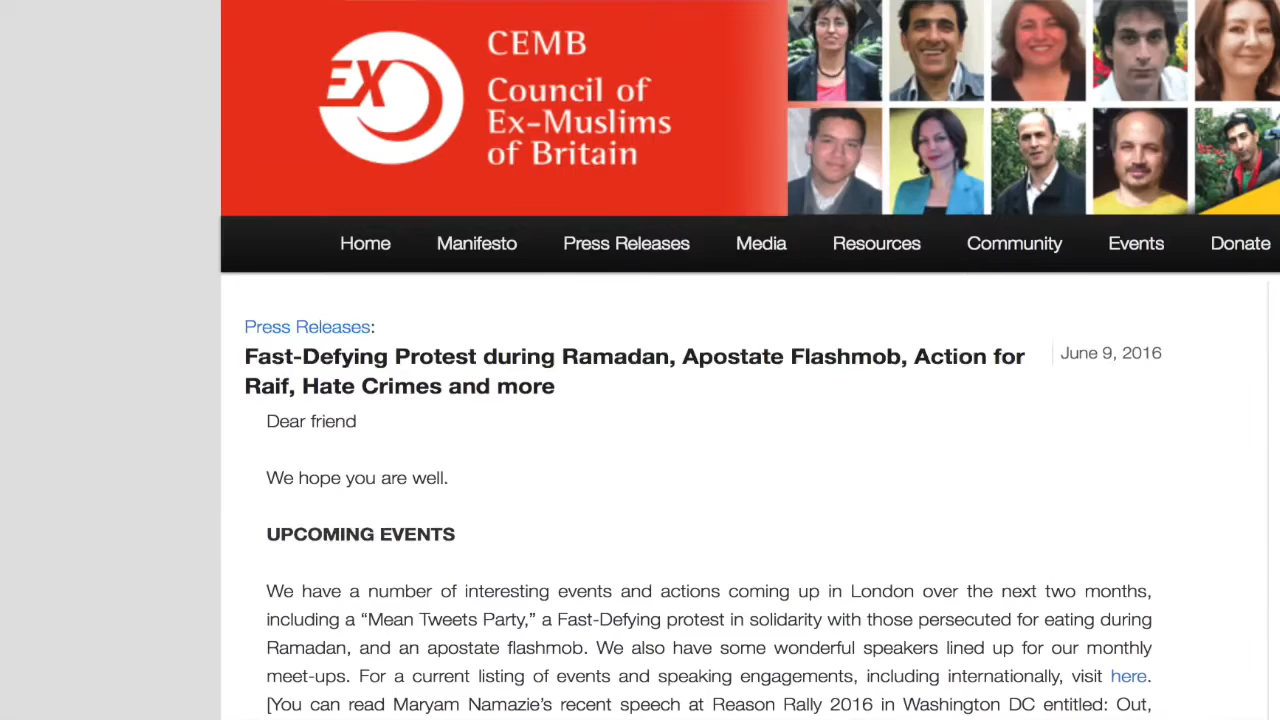 EX
CEMB
Council of
Ex-Muslims
of Britain
Home Manifesto Press Releases Media Resources Community Events Donate
Press Releases:
Fast-Defying Protest during Ramadan, Apostate Flashmob, Action for
Raif, Hate Crimes and more
June 9, 2016
Dear friend
We hope you are well.
UPCOMING EVENTS
We have a number of interesting events and actions coming up in London over the next two months,
including a “Mean Tweets Party,” a Fast-Defying protest in solidarity with those persecuted for eating during
Ramadan, and an apostate flashmob. We also have some wonderful speakers lined up for our monthly
meet-ups. For a current listing of events and speaking engagements, including internationally, visit here.
[You can read Maryam Namazie’s recent speech at Reason Rally 2016 in Washington DC entitled: Out,